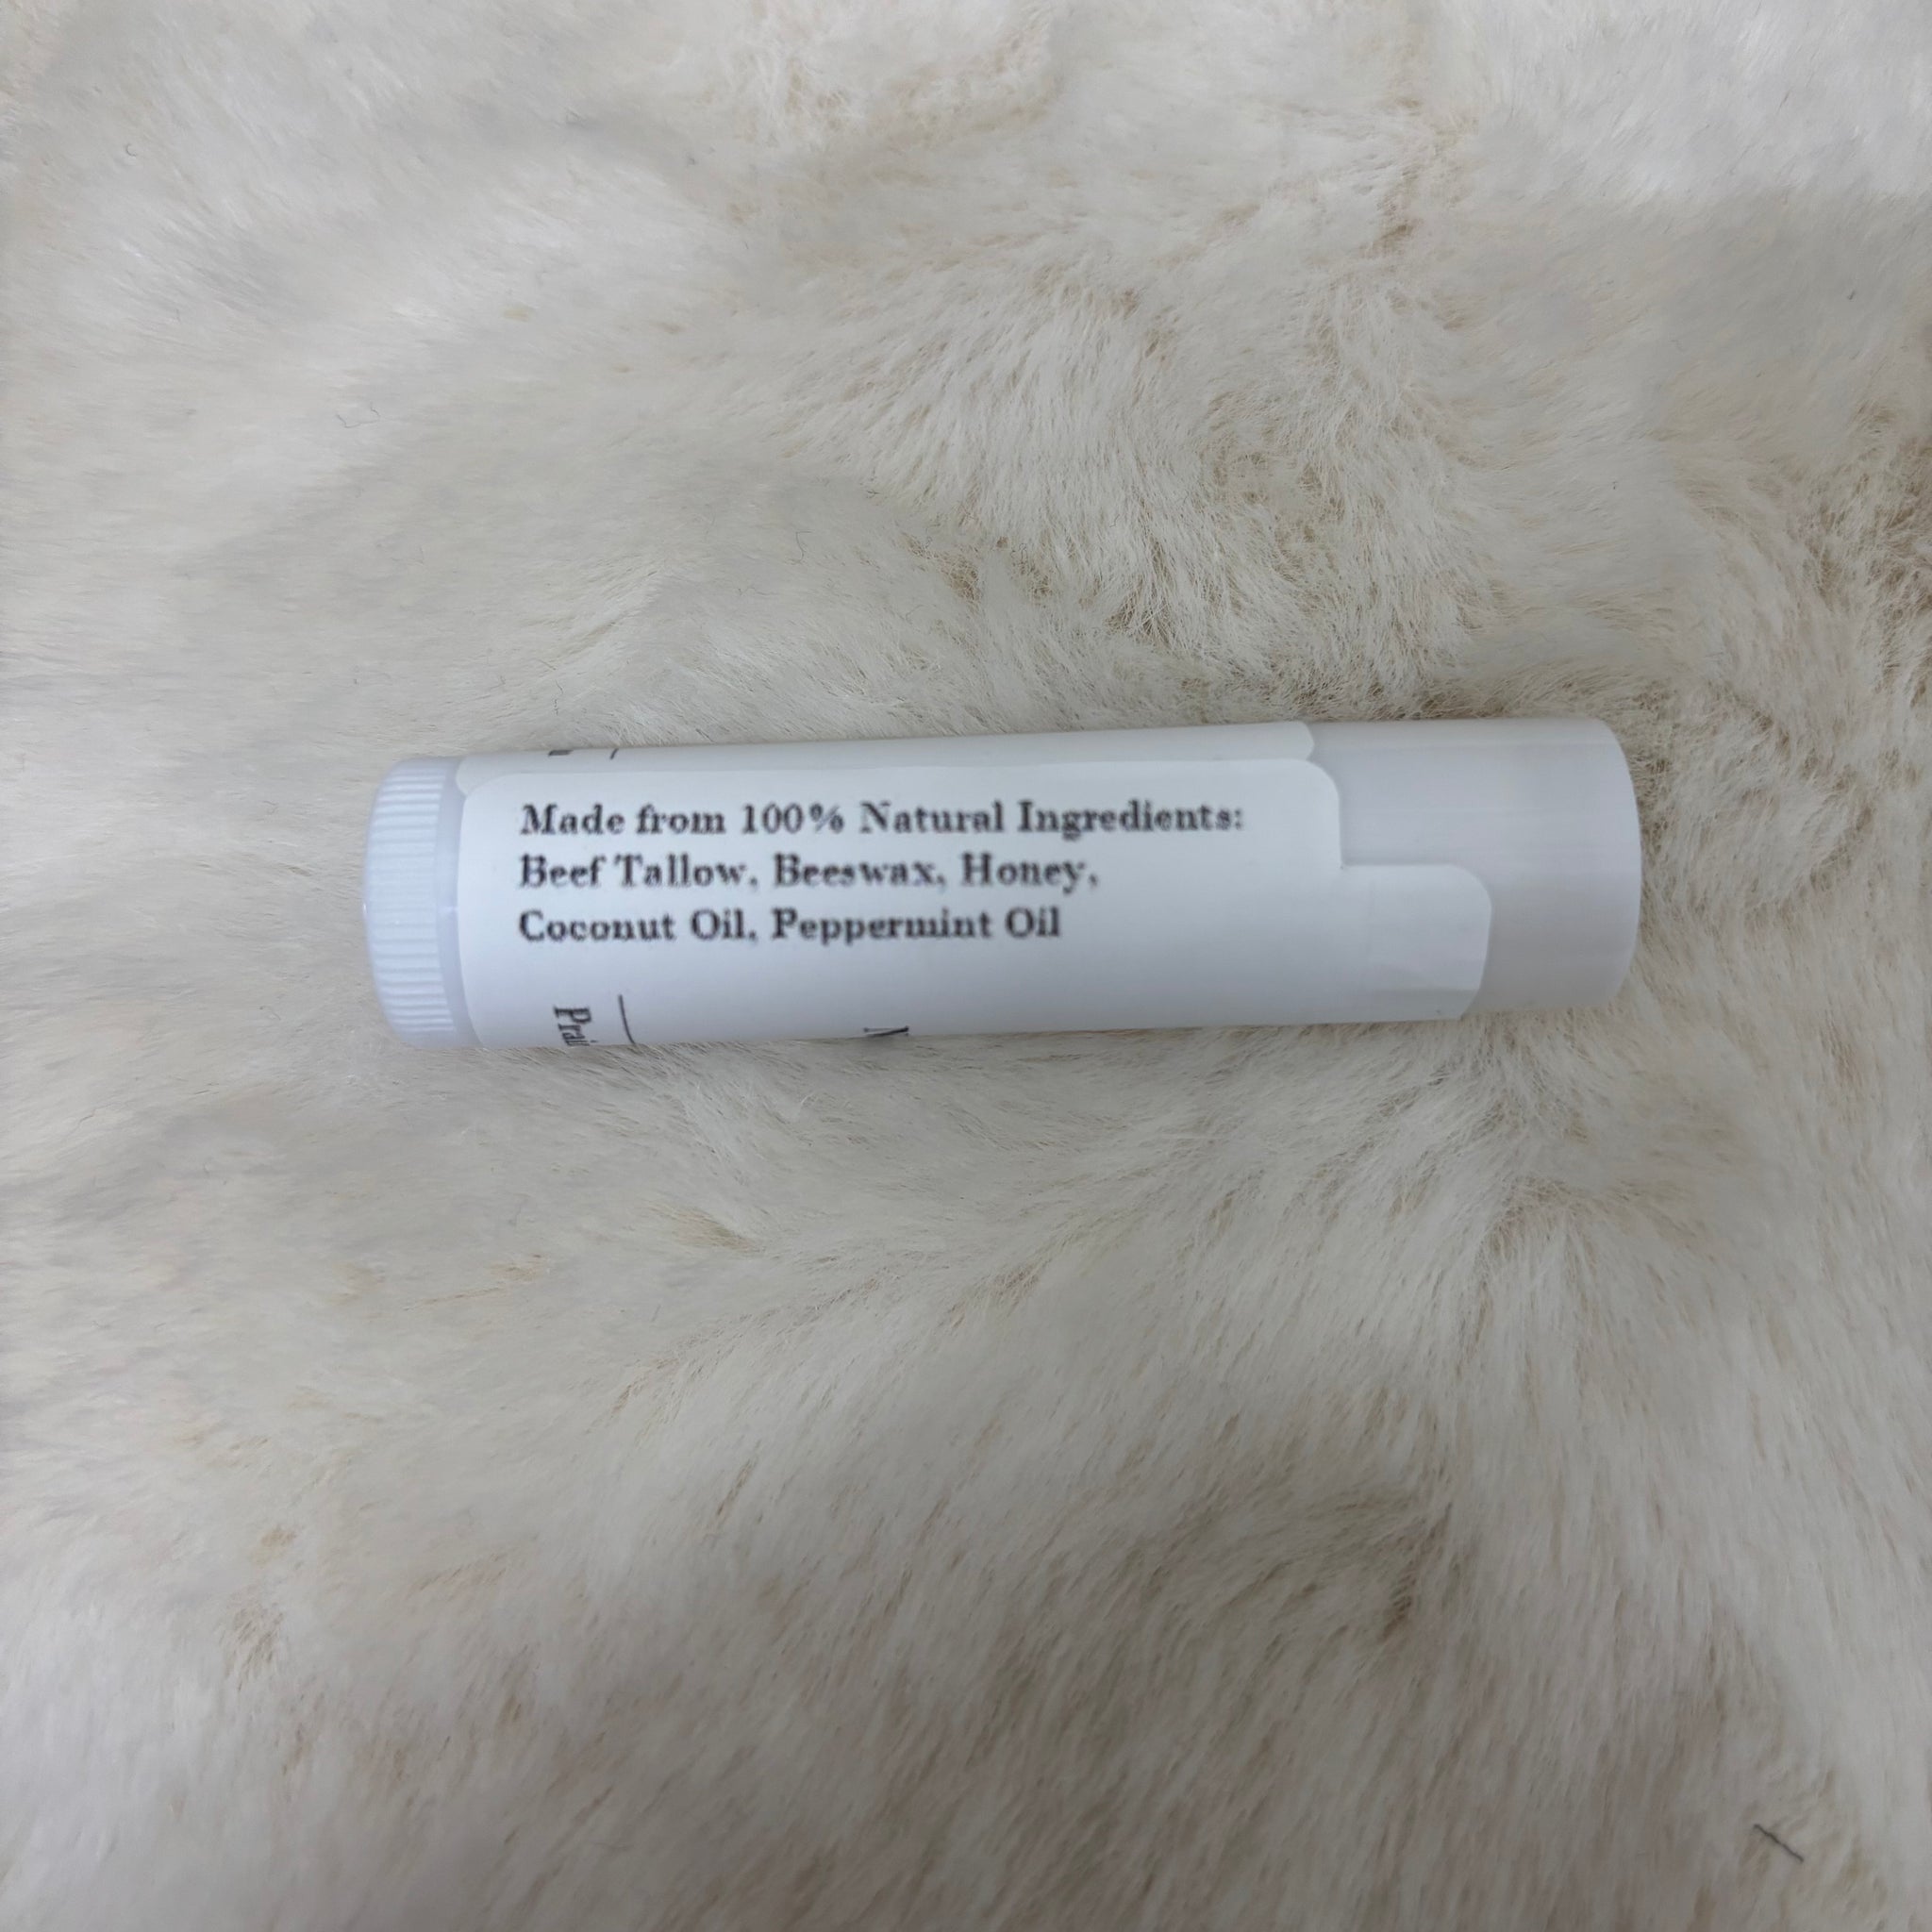 Made from 100% Natural Ingredients:
Beef Tallow, Beeswax, Honey,
Coconut Oil, Peppermint Oil